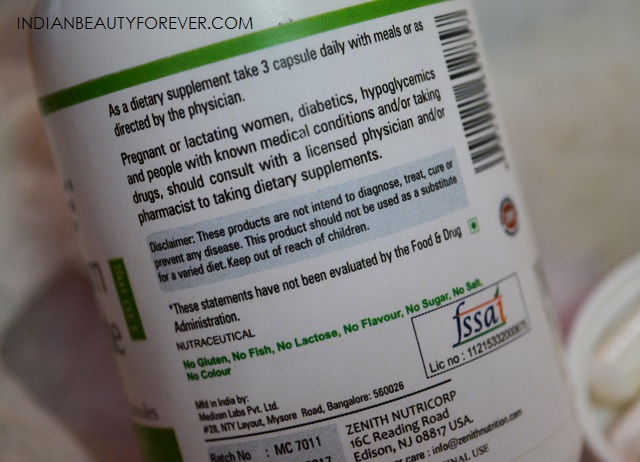 INDIANBEAUTYFOREVER.COM
As a dietary supplement take 3 capsule daily with meals or as
directed by the physician.
Pregnant or lactating women, diabetics, hypoglycemics
and people with known medical conditions and/or taking
drugs, should consult with a licensed physician and/or
pharmacist to taking dietary supplements.
Disclaimer: These products are not intend to diagnose, treat, cure or
prevent any disease. This product should not be used as a substitute
for a varied diet. Keep out of reach of children.
*These statements have not been evaluated by the Food & Drug
Administration.
NUTRACEUTICAL
No Gluten, No Fish, No Lactose, No Flavour, No Sugar, No Salt,
No Colour
fssai
Lic no :
Mfd in India by:
Medizen Labs Pvt. Ltd.
#28, NTY Layout, Mysore Road, Bangalore: 560026
Batch No : MC 7011
ZENITH NUTRICORP
16C Reading Road
Edison, NJ 08817 USA.
care : info@zenithnutrition.com